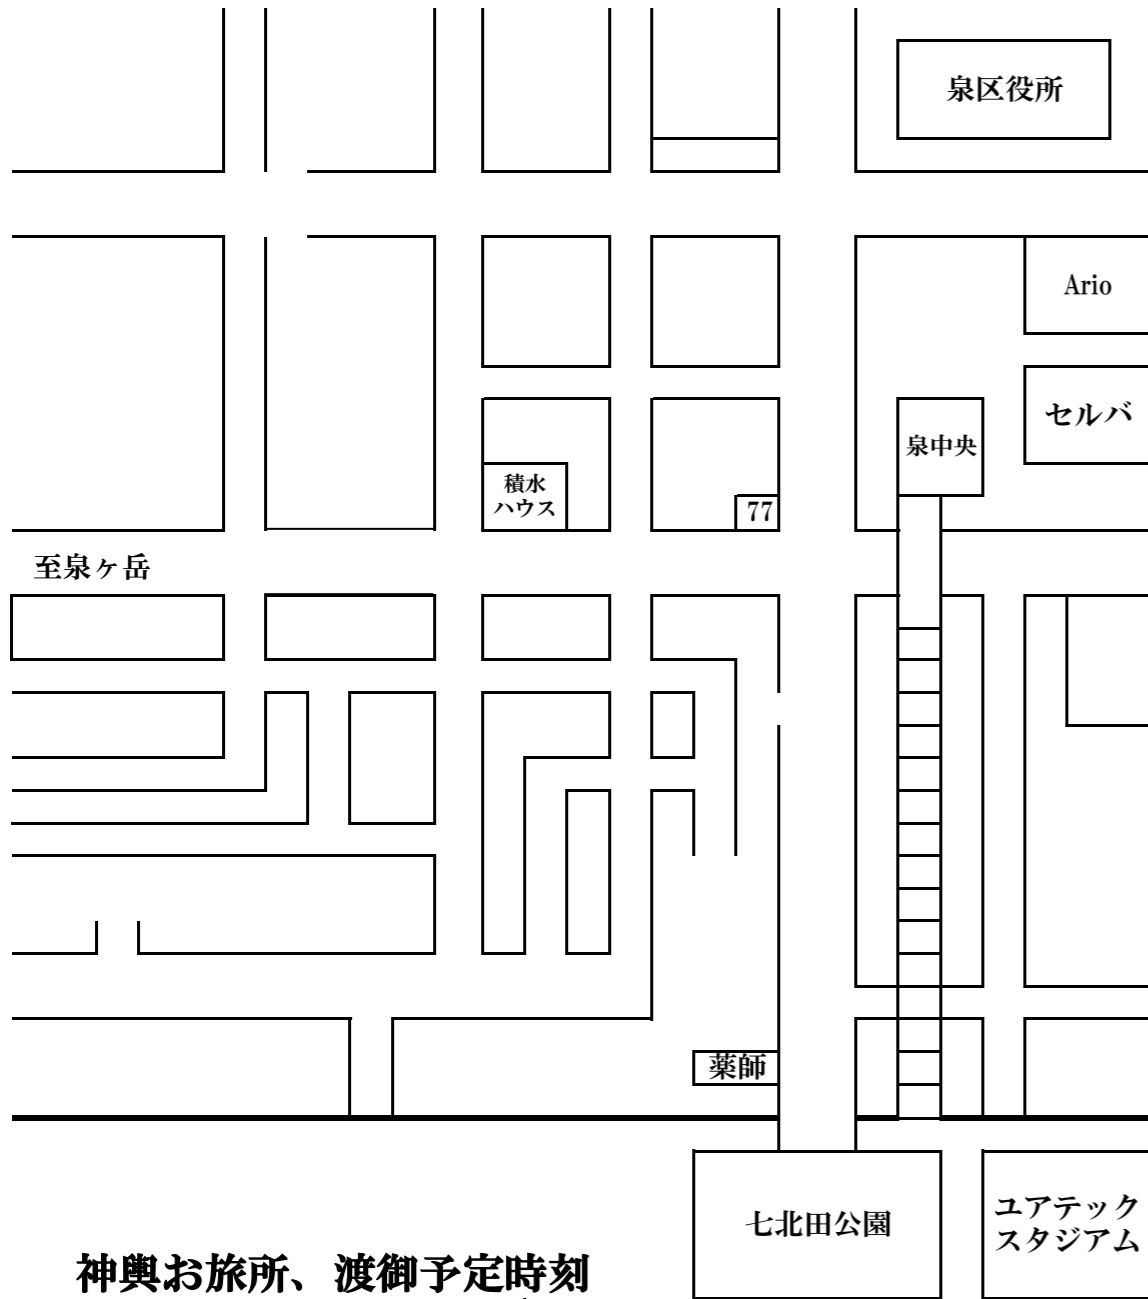 泉区役所
Ario
セルバ
泉中央
積水
ハウス
77
至泉ヶ岳
薬師
七北田公園
ユアテック
スタジアム
神輿お旅所、渡御予定時刻